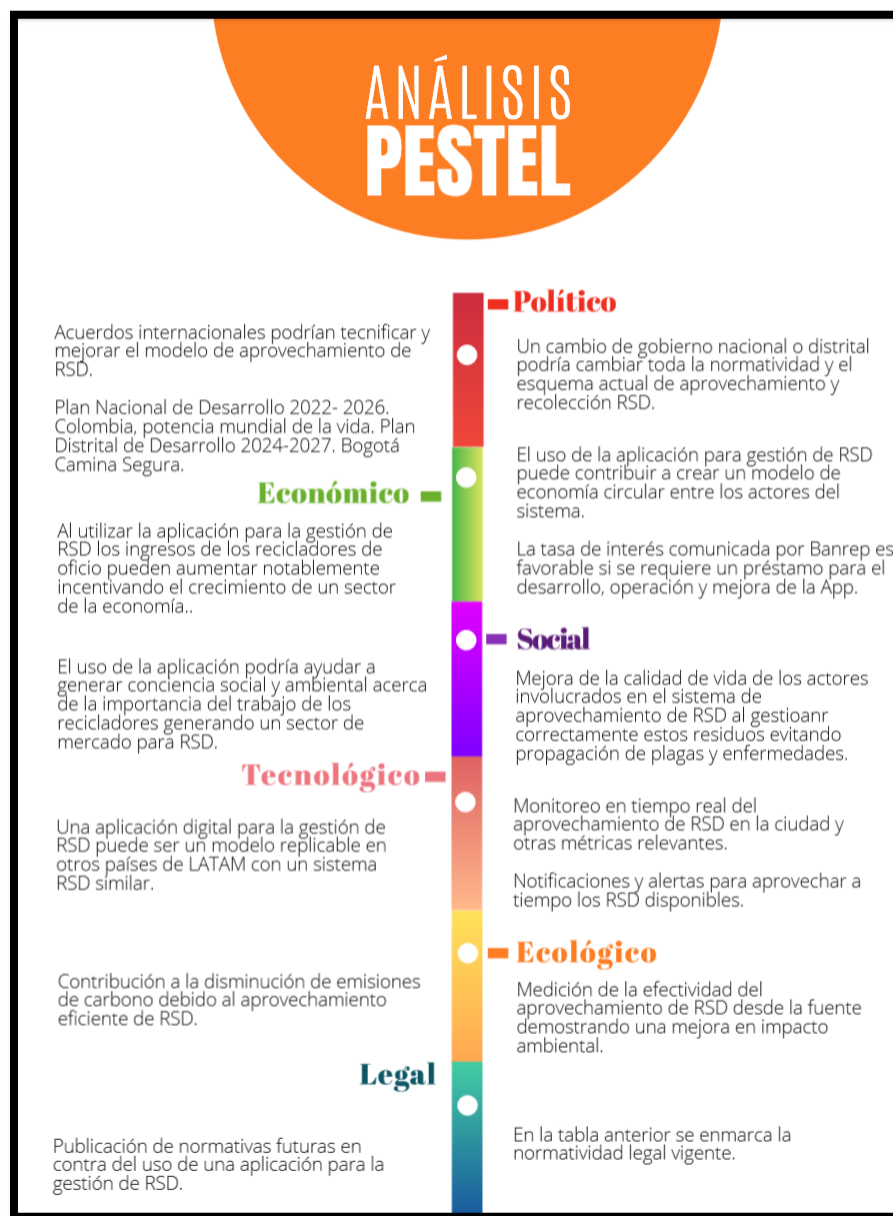 ANÁLISIS
PESTEL
Político
Acuerdos internacionales podrían tecnificar y
mejorar el modelo de aprovechamiento de
RSD.
Plan Nacional de Desarrollo 2022- 2026.
Colombia, potencia mundial de la vida. Plan
Distrital de Desarrollo 2024-2027. Bogotá
Camina Segura.
Un cambio de gobierno nacional o distrital
podría cambiar toda la normatividad y el
esquema actual de aprovechamiento y
recolección RSD.
Económico
Al utilizar la aplicación para la gestión de
RSD los ingresos de los recicladores de
oficio pueden aumentar notablemente
incentivando el crecimiento de un sector
de la economía..
El uso de la aplicación para gestión de RSD
puede contribuir a crear un modelo de
economía circular entre los actores del
sistema.
La tasa de interés comunicada por Banrep es
favorable si se requiere un préstamo para el
desarrollo, operación y mejora de la App.
Social
El uso de la aplicación podría ayudar a
generar conciencia social y ambiental acerca
de la importancia del trabajo de los
recicladores generando un sector de
mercado para RSD.
Mejora de la calidad de vida de los actores
involucrados en el sistema de
aprovechamiento de RSD al gestioanr
correctamente estos residuos evitando
propagación de plagas y enfermedades.
Tecnológico
Una aplicación digital para la gestión de
RSD puede ser un modelo replicable en
otros países de LATAM con un sistema
RSD similar.
Monitoreo en tiempo real del
aprovechamiento de RSD en la ciudad y
otras métricas relevantes.
Notificaciones y alertas para aprovechar a
tiempo los RSD disponibles.
Ecológico
Contribución a la disminución de emisiones
de carbono debido al aprovechamiento
eficiente de RSD.
Medición de la efectividad del
aprovechamiento de RSD desde la fuente
demostrando una mejora en impacto
ambiental.
Legal
Publicación de normativas futuras en
contra del uso de una aplicación para la
gestión de RSD.
En la tabla anterior se enmarca la
normatividad legal vigente.